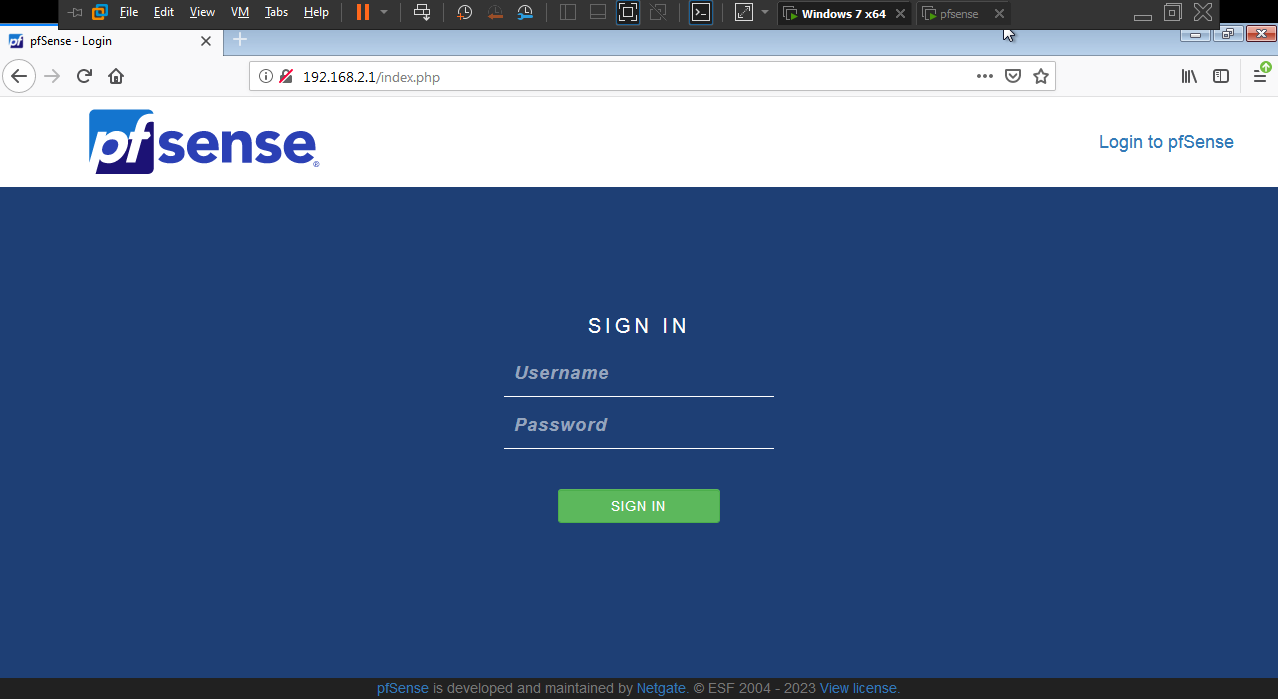 File Edit View VM Tabs Help Windows 7 x64 pfsense
pf pfSense - Login
192.168.2.1/index.php
pfsense®
Login to pfSense
SIGN IN
Username
Password
SIGN IN
pfSense is developed and maintained by Netgate. © ESF 2004 - 2023 View license.